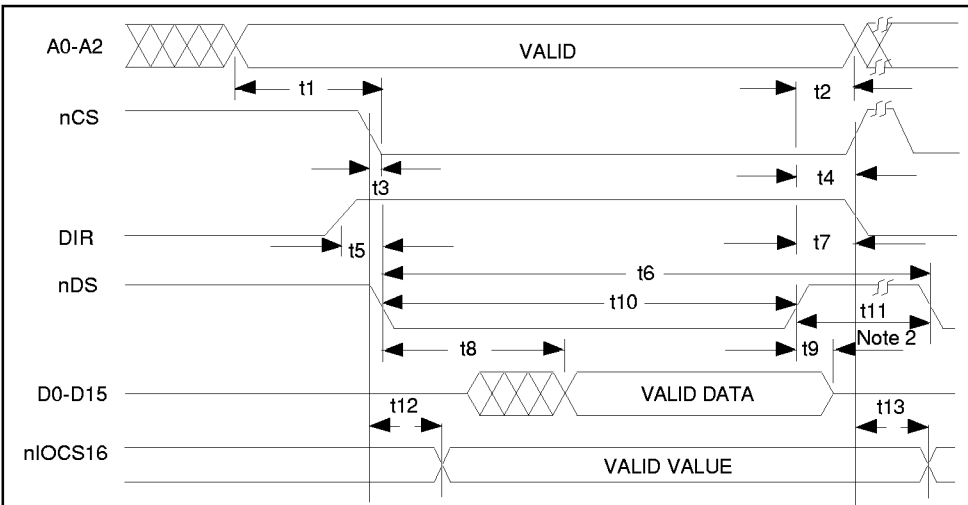 A0-A2
VALID
t1
t2
nCS
t3
t4
DIR
t5
t7
t6
nDS
t10
t11
Note 2
t8
t9
D0-D15
VALID DATA
t12
t13
nIOCS16
VALID VALUE